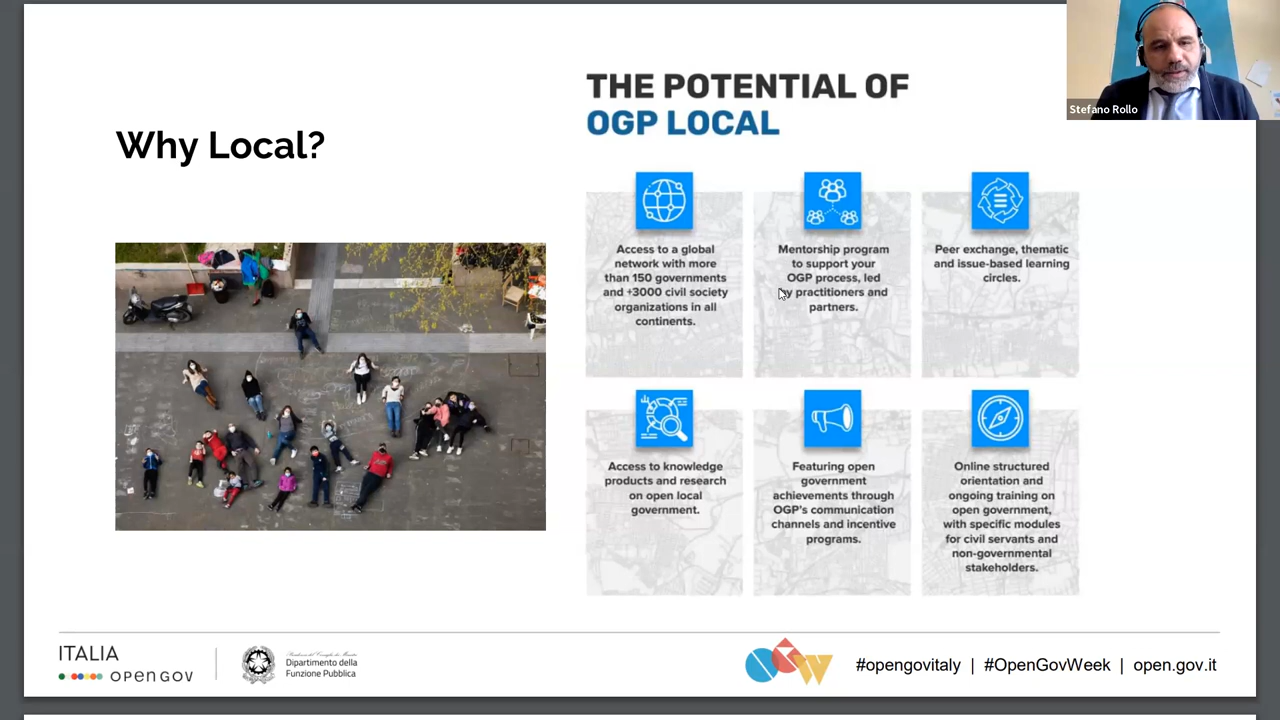 Why Local?
THE POTENTIAL OF
OGP LOCAL
Stefano Rollo
Access to a global
network with more
than 150 governments
and +3000 civil society
organizations in all
continents.
Mentorship program
to support your
OGP process, led
by practitioners and
partners.
Peer exchange, thematic
and issue-based learning
circles.
Access to knowledge
products and research
on open local
government.
Featuring open
government
achievements through
OGP's communication
channels and incentive
programs.
Online structured
orientation and
ongoing training on
open government,
with specific modules
for civil servants and
non-governmental
stakeholders.
ITALIA
OPEN GOV
Presidenza del Consiglio dei Ministri
Dipartimento della
Funzione Pubblica
#opengovitaly | #OpenGovWeek | open.gov.it